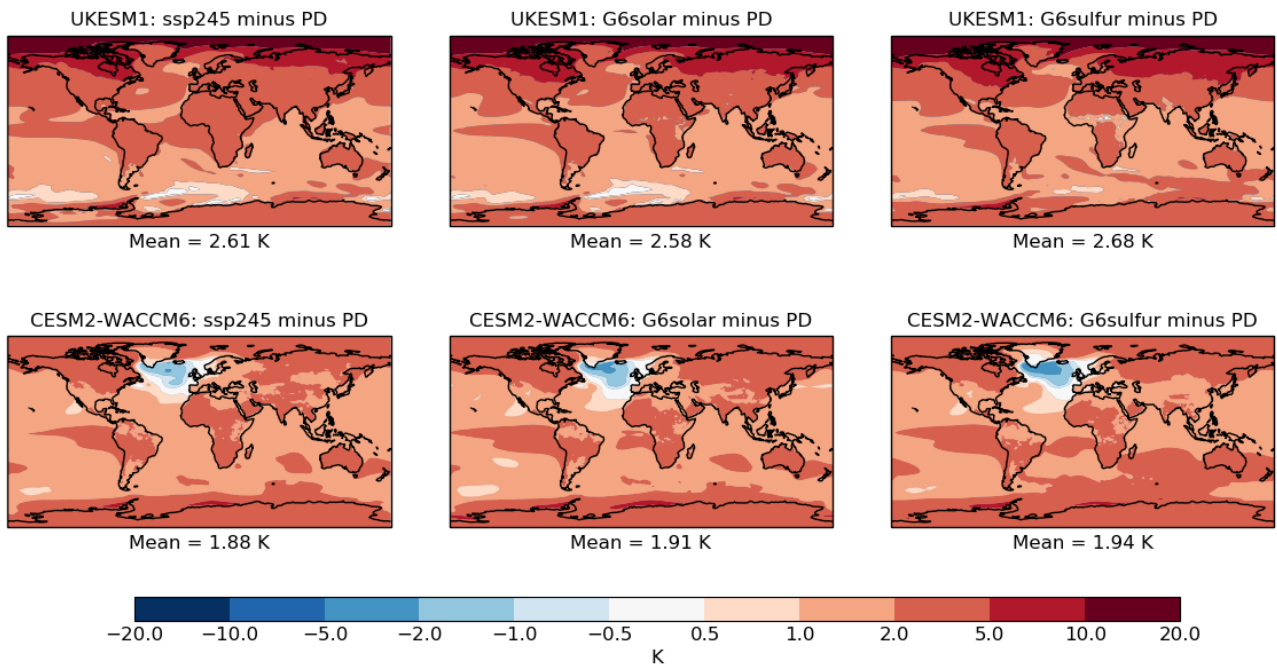 UKESM1: ssp245 minus PD
UKESM1: G6solar minus PD
UKESM1: G6sulfur minus PD
Mean = 2.61 K
Mean = 2.58 K
Mean = 2.68 K
CESM2-WACCM6: ssp245 minus PD
CESM2-WACCM6: G6solar minus PD
CESM2-WACCM6: G6sulfur minus PD
Mean = 1.88 K
Mean = 1.91 K
Mean = 1.94 K
−20.0 −10.0 −5.0 −2.0 −1.0 −0.5 0.5 1.0 2.0 5.0 10.0 20.0
K